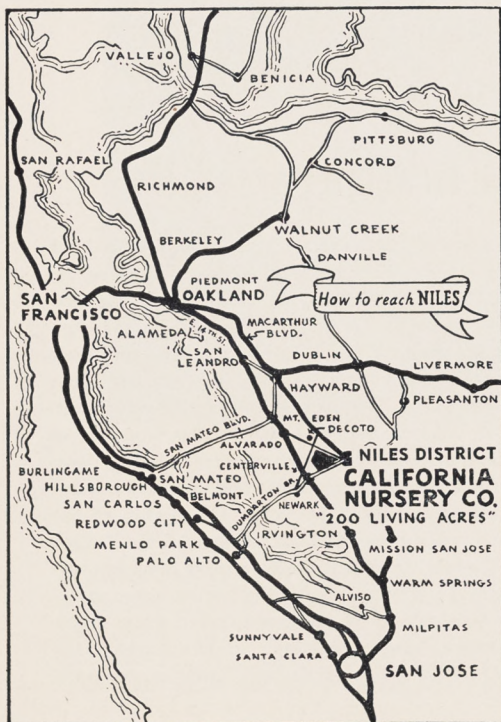 VALLEJO
BENICIA
PITTSBURG
SAN RAFAEL
CONCORD
RICHMOND
WALNUT CREEK
BERKELEY
DANVILLE
PIEDMONT
OAKLAND
How to reach NILES
SAN
FRANCISCO
ALAMEDA
E. 14TH ST.
MACARTHUR
BLVD.
SAN
LEANDRO
DUBLIN
LIVERMORE
HAYWARD
PLEASANTON
MT. EDEN
DECOTO
SAN MATEO BLVD.
ALVARADO
NILES DISTRICT
CALIFORNIA
NURSERY CO.
"200 LIVING ACRES"
CENTERVILLE
BURLINGAME
HILLSBOROUGH
SAN MATEO
BELMONT
DUMBARTON BR.
NEWARK
SAN CARLOS
REDWOOD CITY
IRVINGTON
MENLO PARK
MISSION SAN JOSE
PALO ALTO
WARM SPRINGS
ALVISO
MILPITAS
SUNNYVALE
SANTA CLARA
SAN JOSE